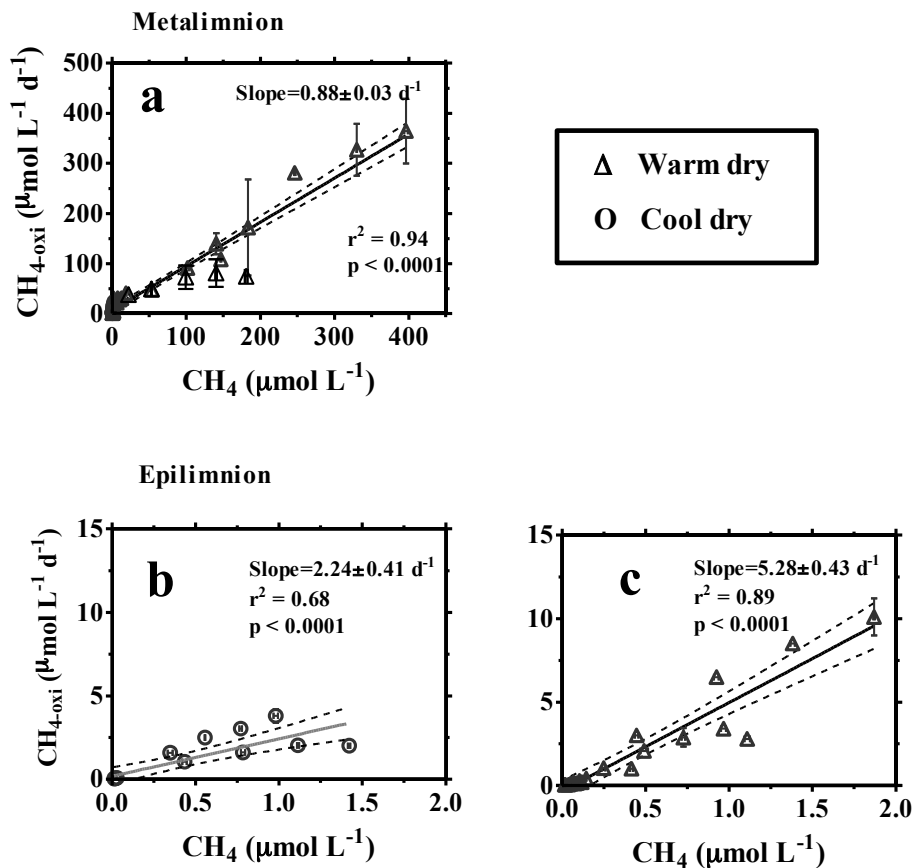 Metalimnion
500
400
300
200
100
0
CH4-oxi (μmol L-1 d-1)
a
Slope=0.88±0.03 d-1
r2 = 0.94
p < 0.0001
0 100 200 300 400
CH4 (μmol L-1)
Warm dry
Cool dry
Epilimnion
15
10
5
0
CH4-oxi (μmol L-1 d-1)
b
Slope=2.24±0.41 d-1
r2 = 0.68
p < 0.0001
0.0 0.5 1.0 1.5 2.0
CH4 (μmol L-1)
15
10
5
0
c
Slope=5.28±0.43 d-1
r2 = 0.89
p < 0.0001
0.0 0.5 1.0 1.5 2.0
CH4 (μmol L-1)